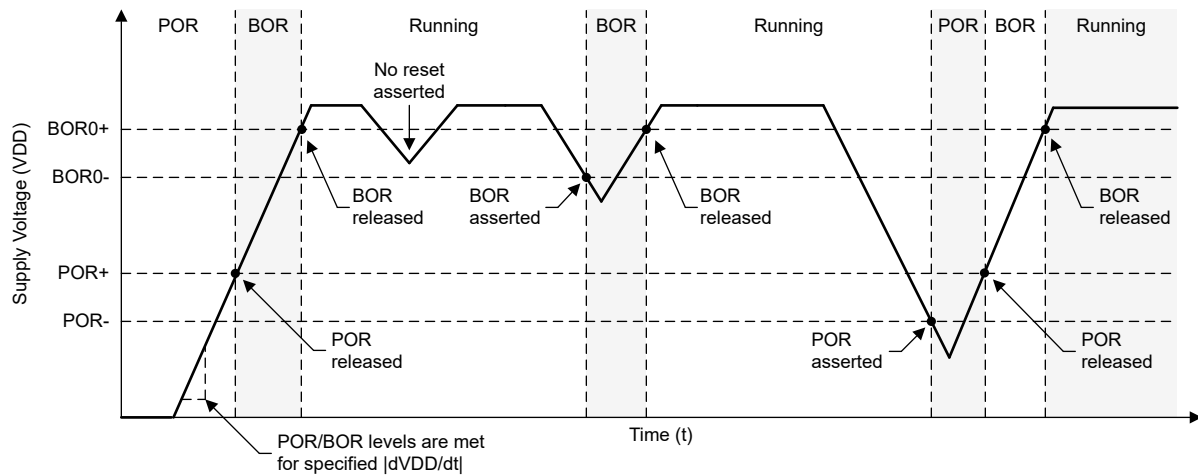 POR
BOR
Running
BOR
Running
POR
BOR
Running
No reset
asserted
BOR0+
BOR0-
POR+
POR-
Supply Voltage (VDD)
BOR
released
BOR
asserted
BOR
released
BOR
released
POR
released
POR
asserted
POR
released
Time (t)
POR/BOR levels are met
for specified |dVDD/dt|